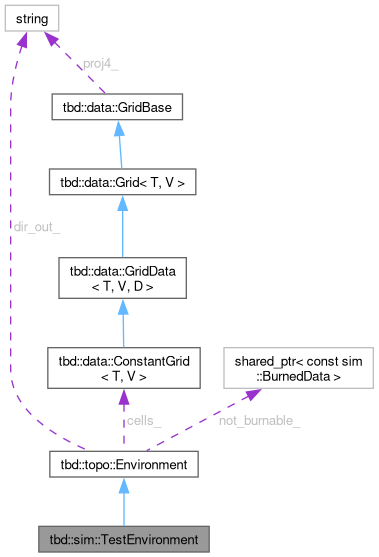 string
proj4_
tbd::data::GridBase
tbd::data::Grid< T, V >
dir_out_
tbd::data::GridData
< T, V, D >
tbd::data::ConstantGrid
< T, V >
shared_ptr< const sim
::BurnedData >
cells_
not_burnable_
tbd::topo::Environment
tbd::sim::TestEnvironment